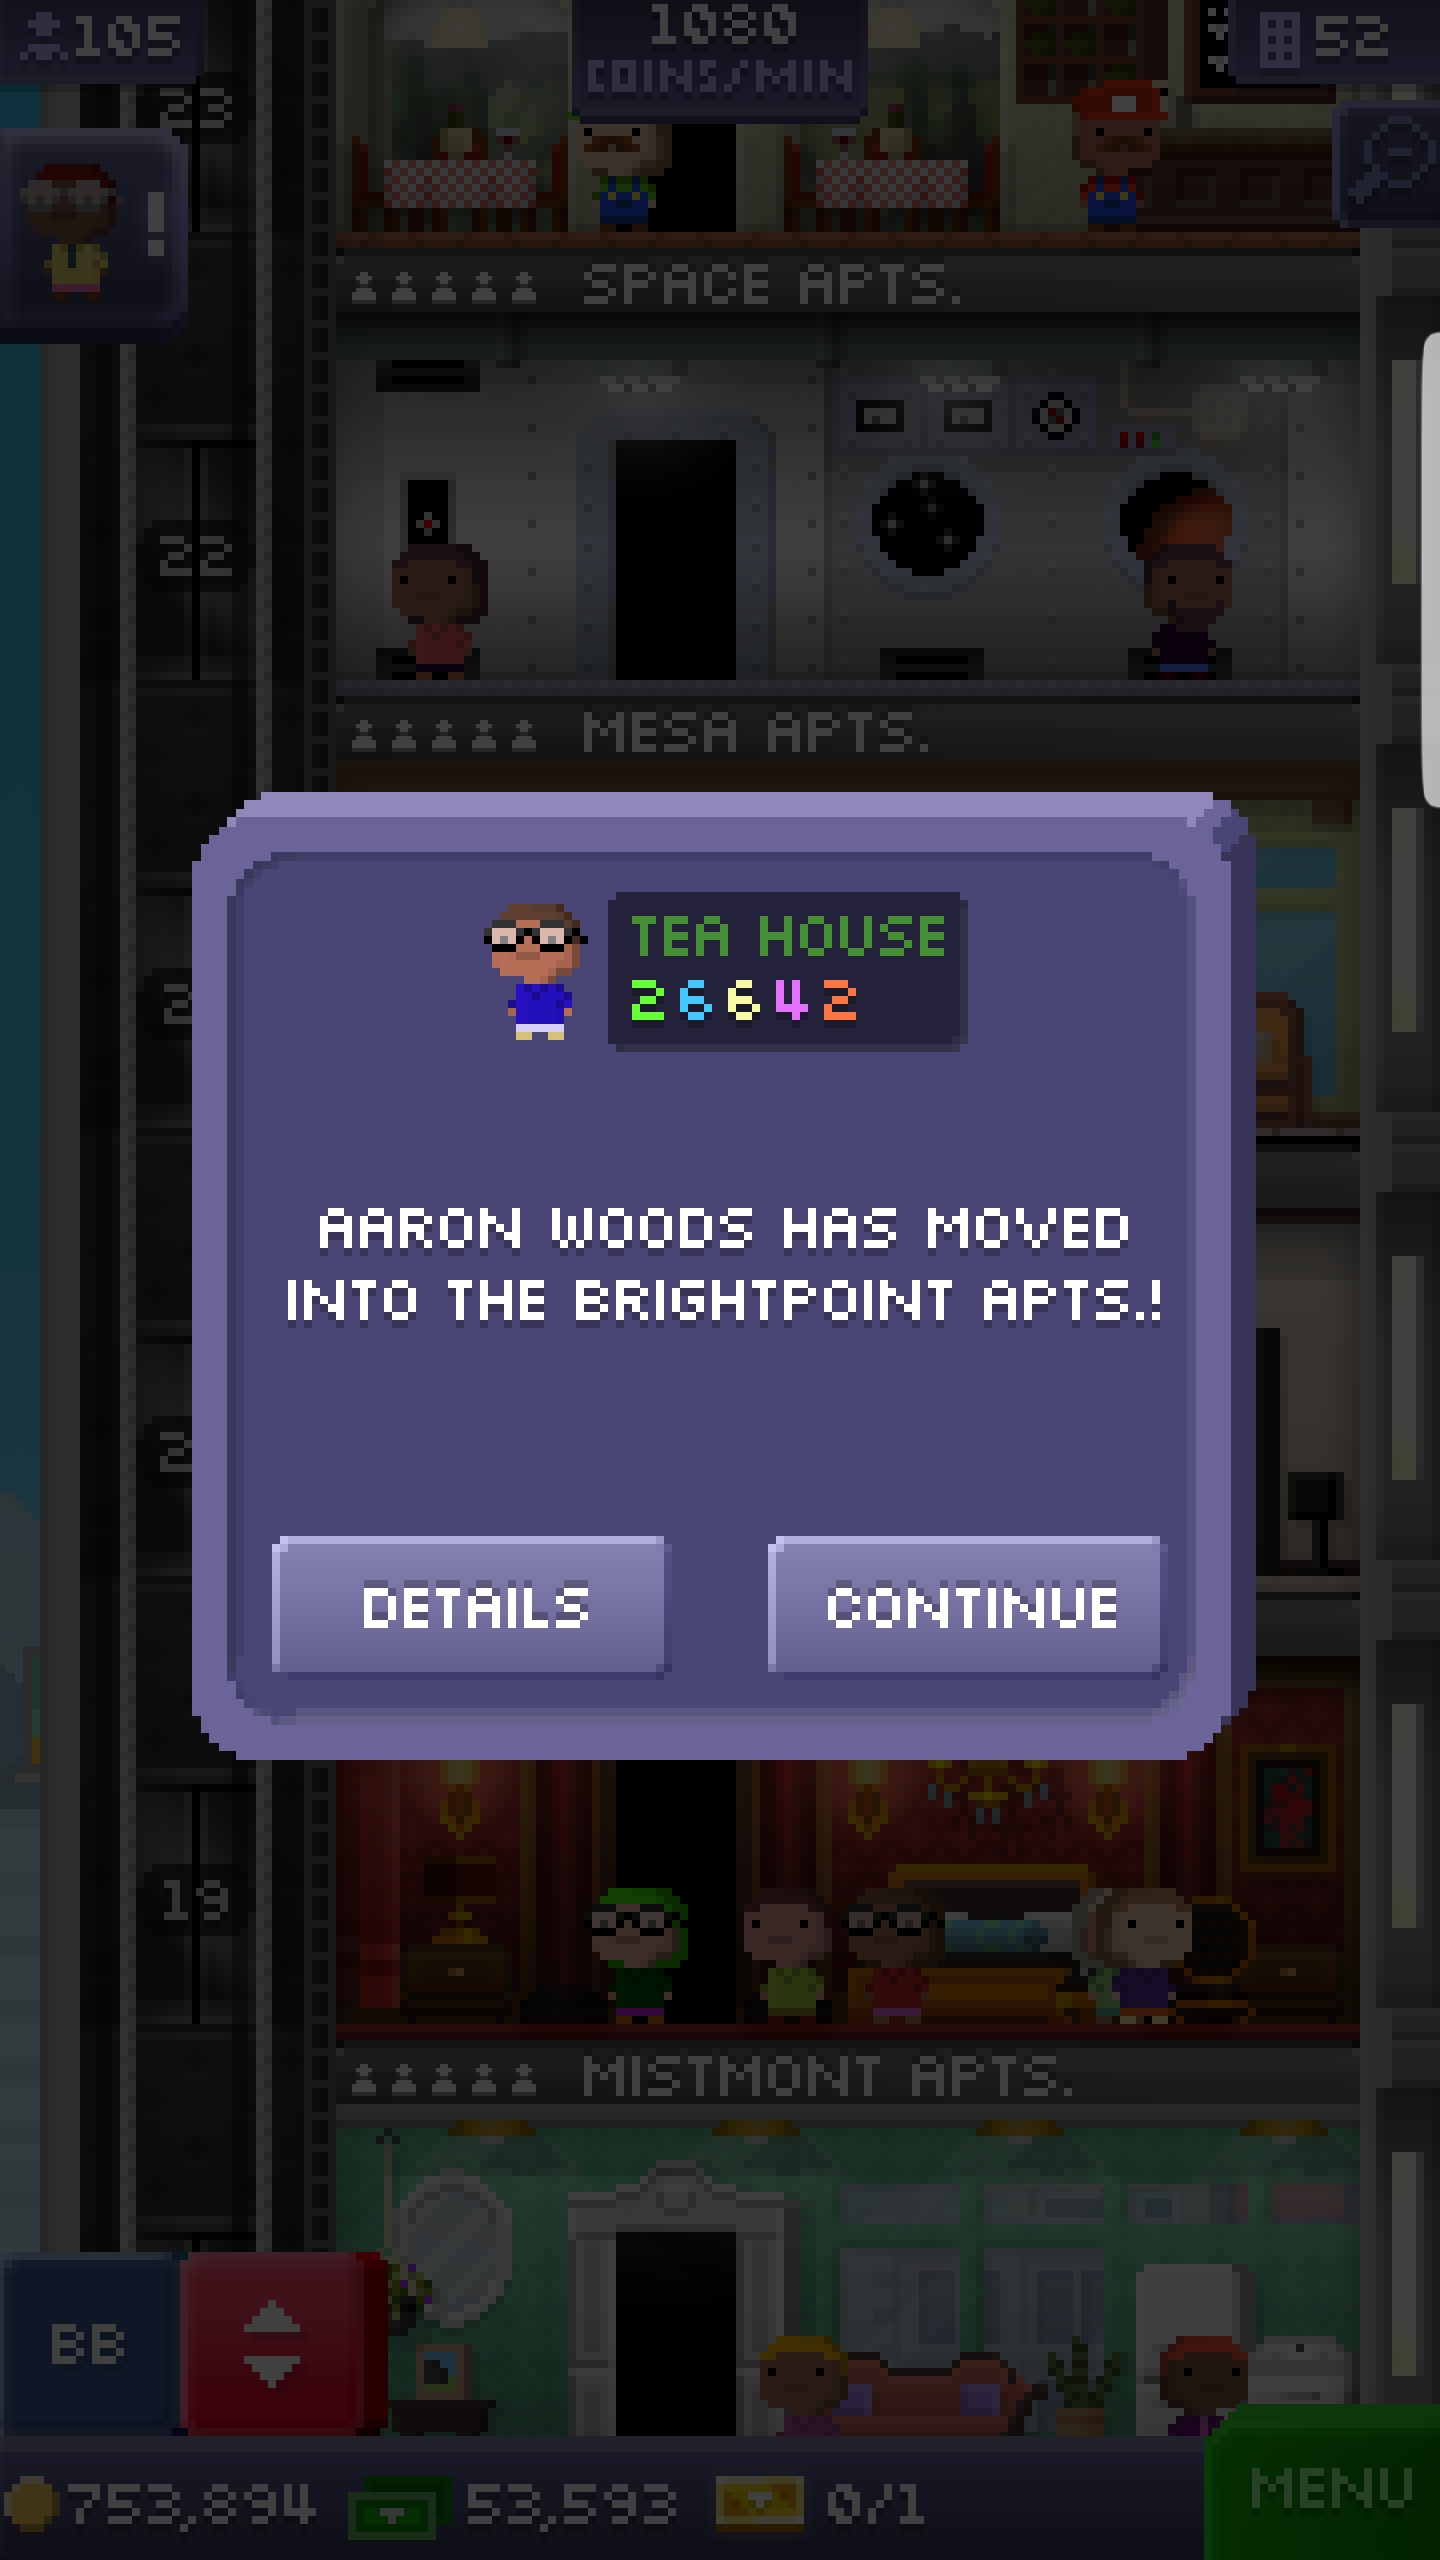 105
1080
COINS/MIN
52
23
!
SPACE APTS.
22
MESA APTS.
TEA HOUSE
26642
AARON WOODS HAS MOVED
INTO THE BRIGHTPOINT APTS.!
DETAILS
CONTINUE
19
MISTMONT APTS.
BB
753,894
53,593
0/1
MENU